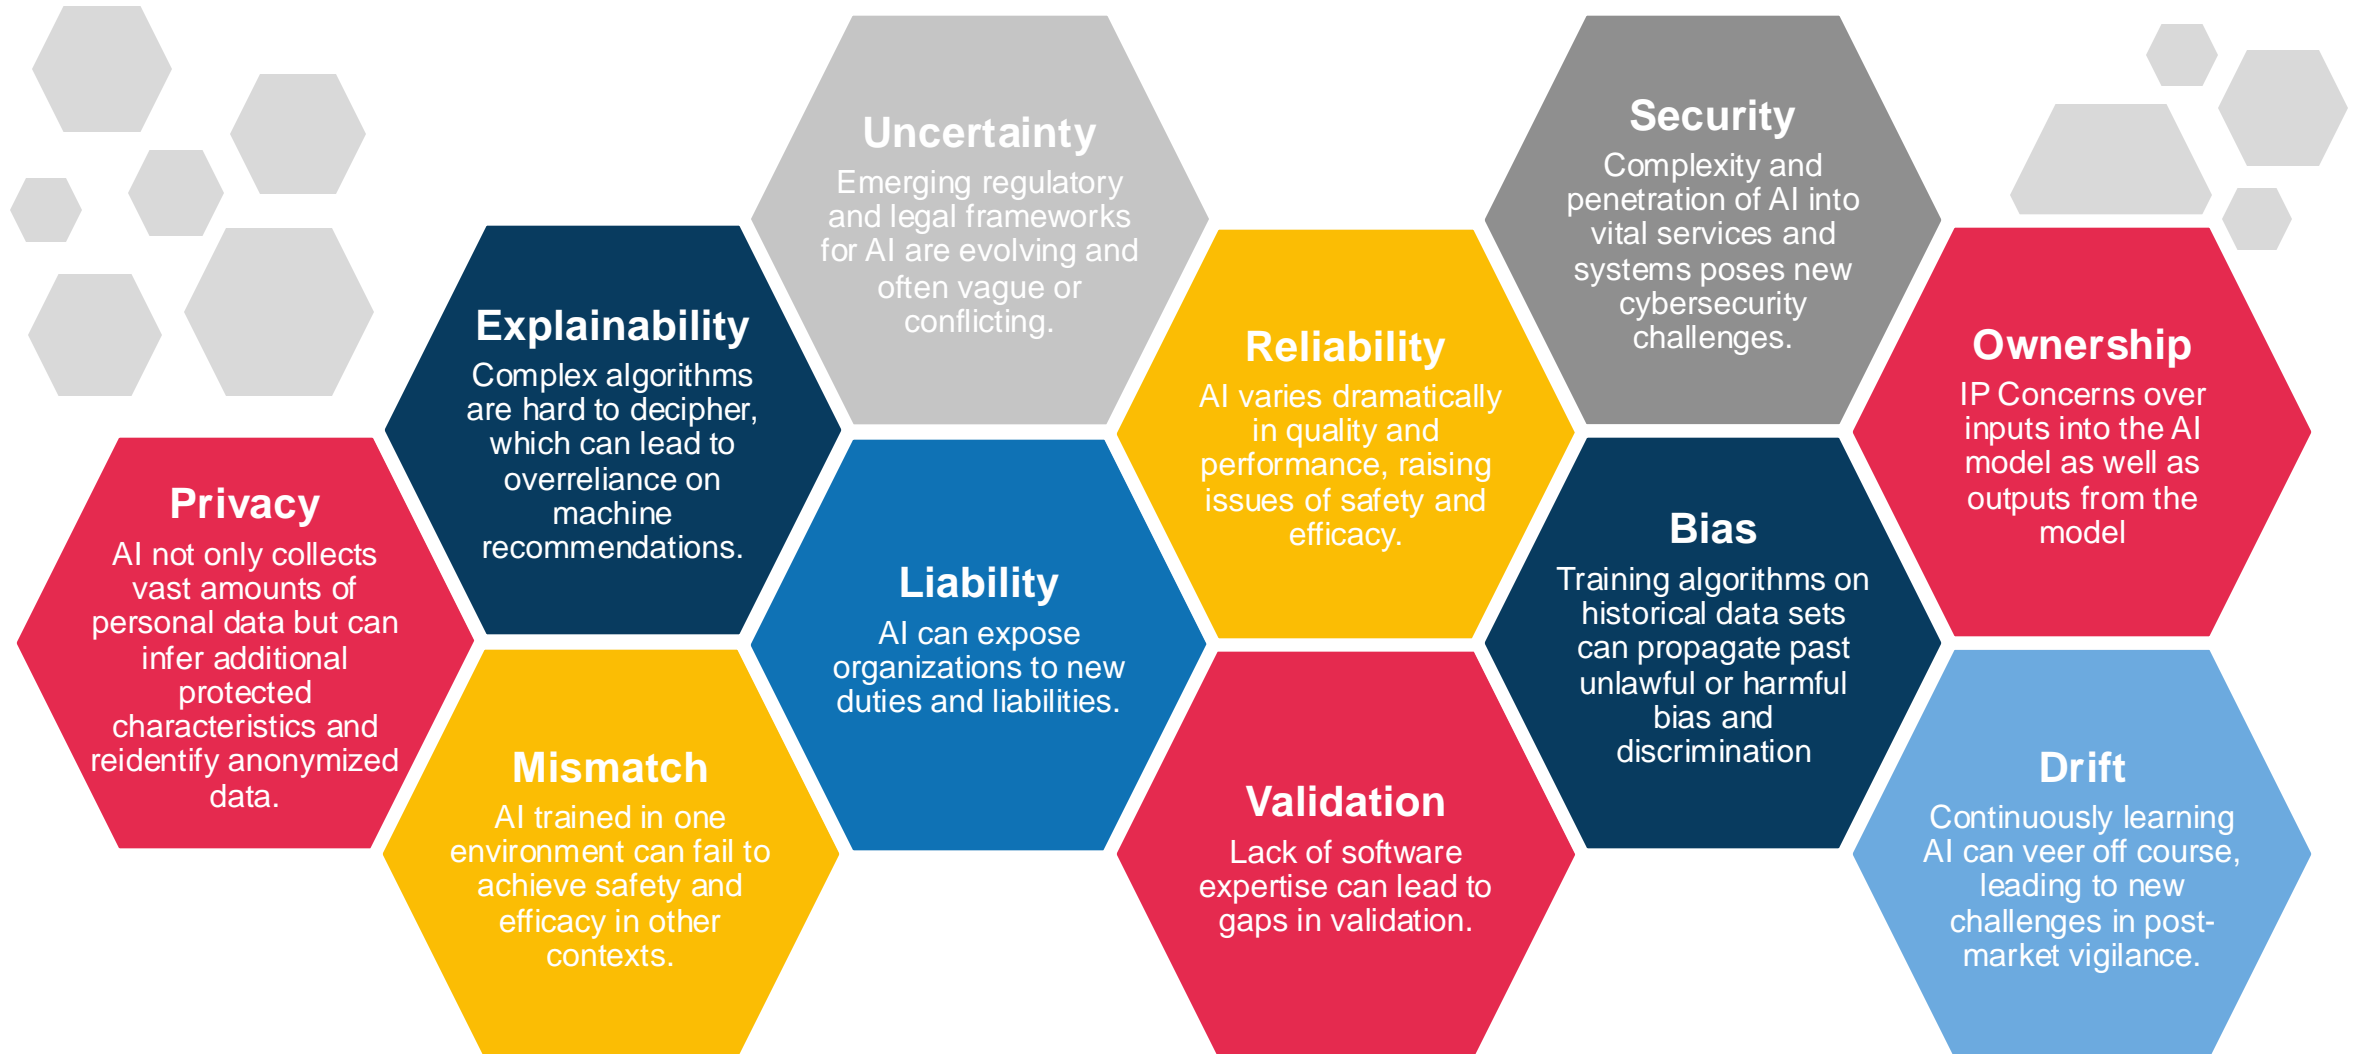 Privacy
AI not only collects
vast amounts of
personal data but can
infer additional
protected
characteristics and
reidentify anonymized
data.
Explainability
Complex algorithms
are hard to decipher,
which can lead to
overreliance on
machine
recommendations.
Mismatch
AI trained in one
environment can fail to
achieve safety and
efficacy in other
contexts.
Uncertainty
Emerging regulatory
and legal frameworks
for AI are evolving and
often vague or
conflicting.
Liability
AI can expose
organizations to new
duties and liabilities.
Reliability
AI varies dramatically
in quality and
performance, raising
issues of safety and
efficacy.
Validation
Lack of software
expertise can lead to
gaps in validation.
Security
Complexity and
penetration of AI into
vital services and
systems poses new
cybersecurity
challenges.
Bias
Training algorithms on
historical data sets
can propagate past
unlawful or harmful
bias and
discrimination
Ownership
IP Concerns over
inputs into the AI
model as well as
outputs from the
model
Drift
Continuously learning
AI can veer off course,
leading to new
challenges in post-
market vigilance.